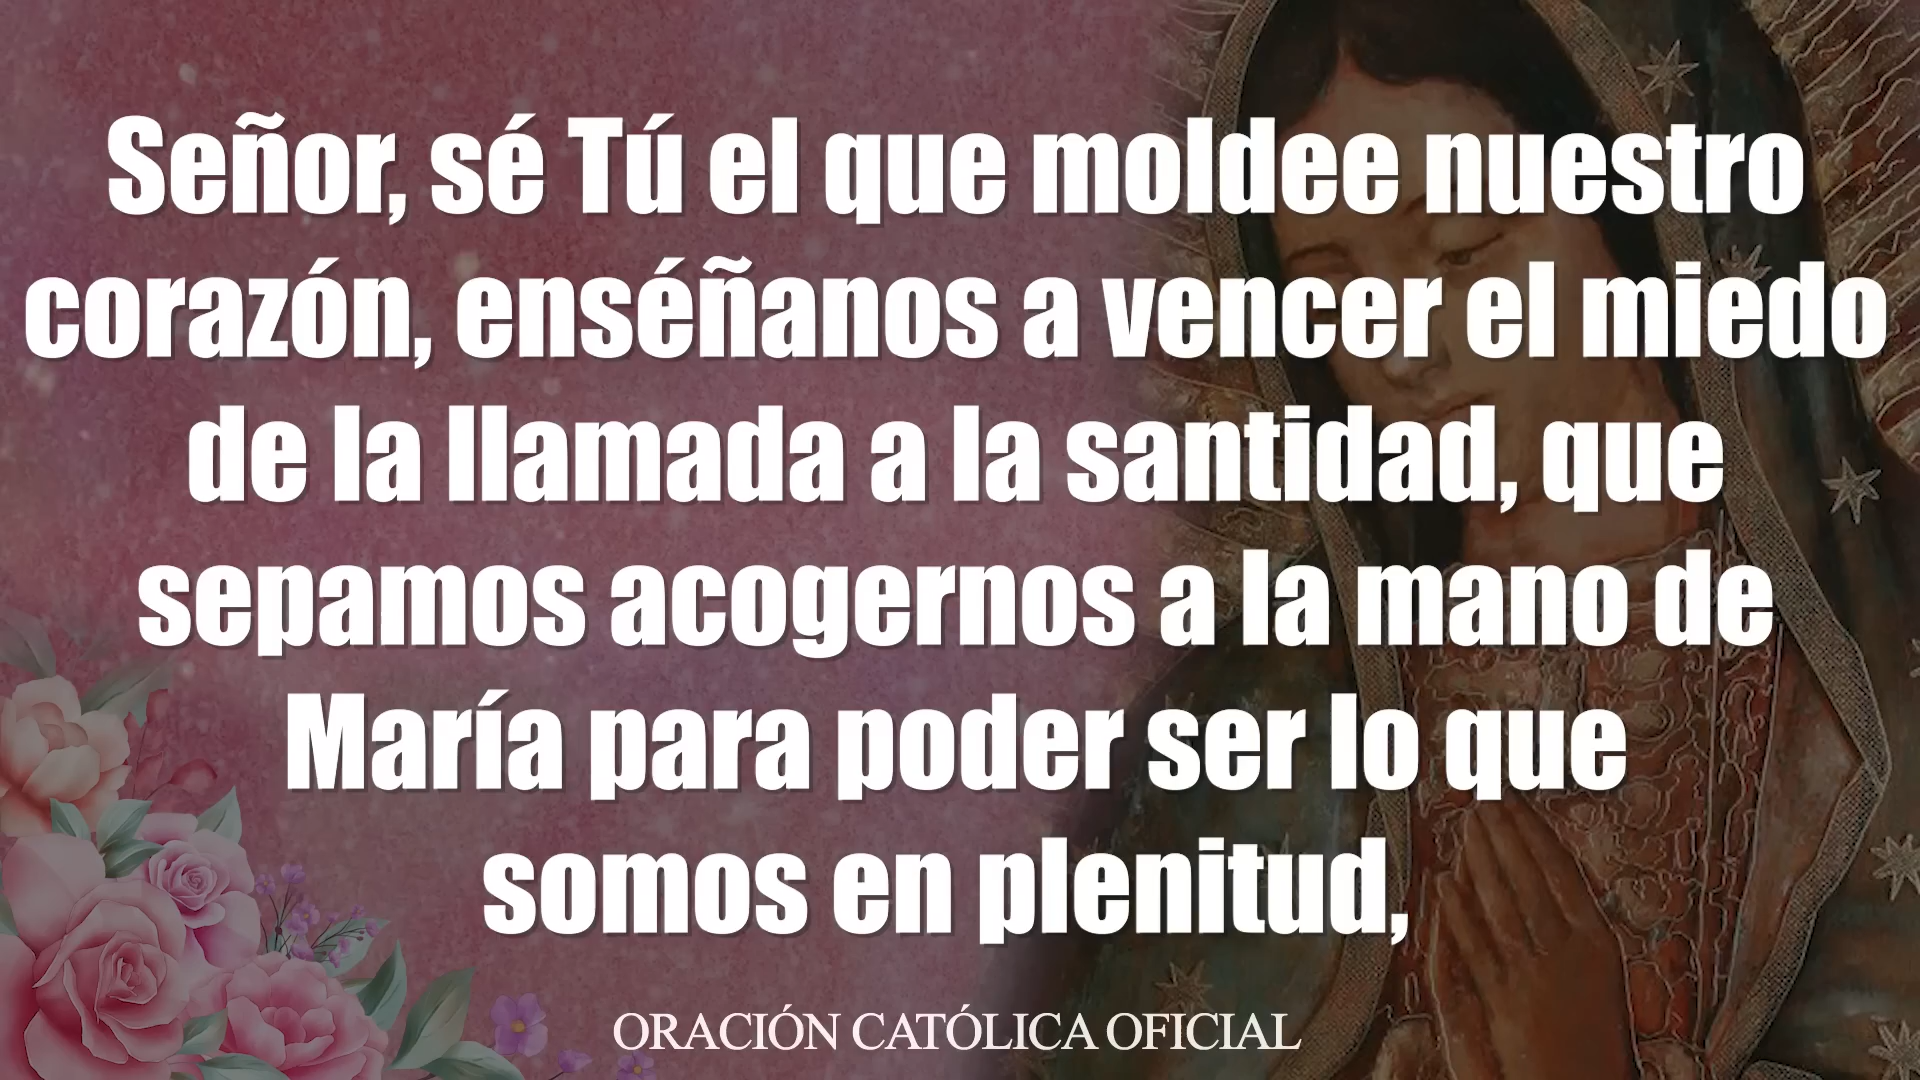 Señor, sé Tú el que moldee nuestro
corazón, enséñanos a vencer el miedo
de la llamada a la santidad, que
sepamos acogernos a la mano de
María para poder ser lo que
somos en plenitud,
ORACIÓN CATÓLICA OFICIAL